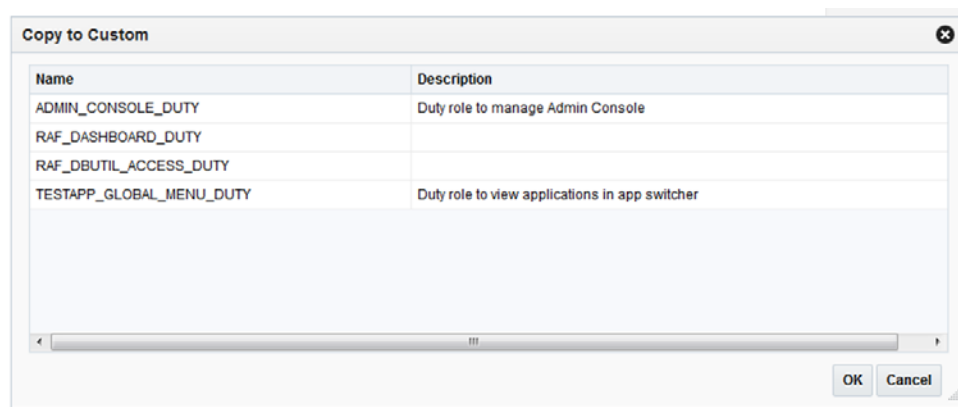 Copy to Custom
Name Description
ADMIN_CONSOLE_DUTY Duty role to manage Admin Console
RAF_DASHBOARD_DUTY
RAF_DBUTIL_ACCESS_DUTY
TESTAPP_GLOBAL_MENU_DUTY Duty role to view applications in app switcher
OK Cancel